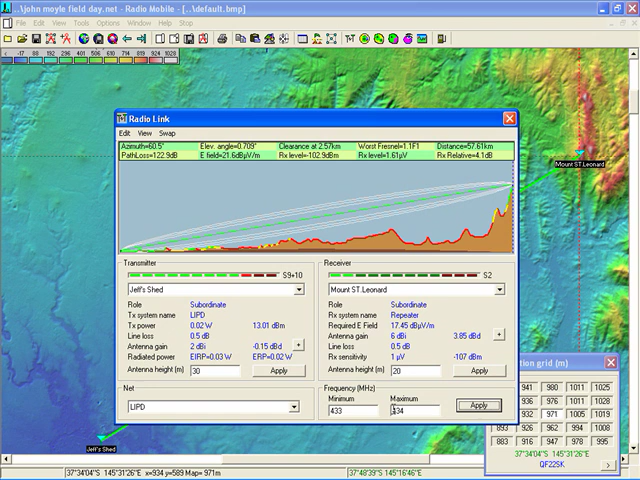 ..\john moyle field day.net - Radio Mobile - [..\default.bmp]
File Edit View Tools Options Window Help Stop
< -17 88 192 296 401 505 610 714 819 924 1028
Radio Link
Edit View Swap
Azimuth=60.5° Elev. angle=0.709° Clearance at 2.57km Worst Fresnel=1.1F1 Distance=57.61km
PathLoss=122.9dB E field=21.6dBµV/m Rx level=-102.9dBm Rx level=1.61µV Rx Relative=4.1dB
Mount ST.Leonard
Transmitter
S9+10
Jeff's Shed
Role Subordinate
Tx system name LIPD
Tx power 0.02 W 13.01 dBm
Line loss 0.5 dB
Antenna gain 2 dBi -0.15 dBd +
Radiated power EIRP=0.03 W ERP=0.02 W
Antenna height (m) 30 Apply
Receiver
S2
Mount ST.Leonard
Role Subordinate
Rx system name Repeater
Required E Field 17.45 dBµV/m
Antenna gain 6 dBi 3.85 dBd +
Line loss 0.5 dB
Rx sensitivity 1 µV -107 dBm
Antenna height (m) 20 Apply
Net
LIPD
Frequency (MHz)
Minimum Maximum
433 434 Apply
tion grid (m)
941 980 1011 1025
960 978 1011 1028
932 971 1005 1019
893 926 962 994 1008
883 916 947 978 995
37°34'04"S 145°31'26"E
QF22SK
>
Jeff's Shed
37°34'04"S 145°31'26"E x=934 y=589 Map= 971m
37°48'39"S 145°16'46"E